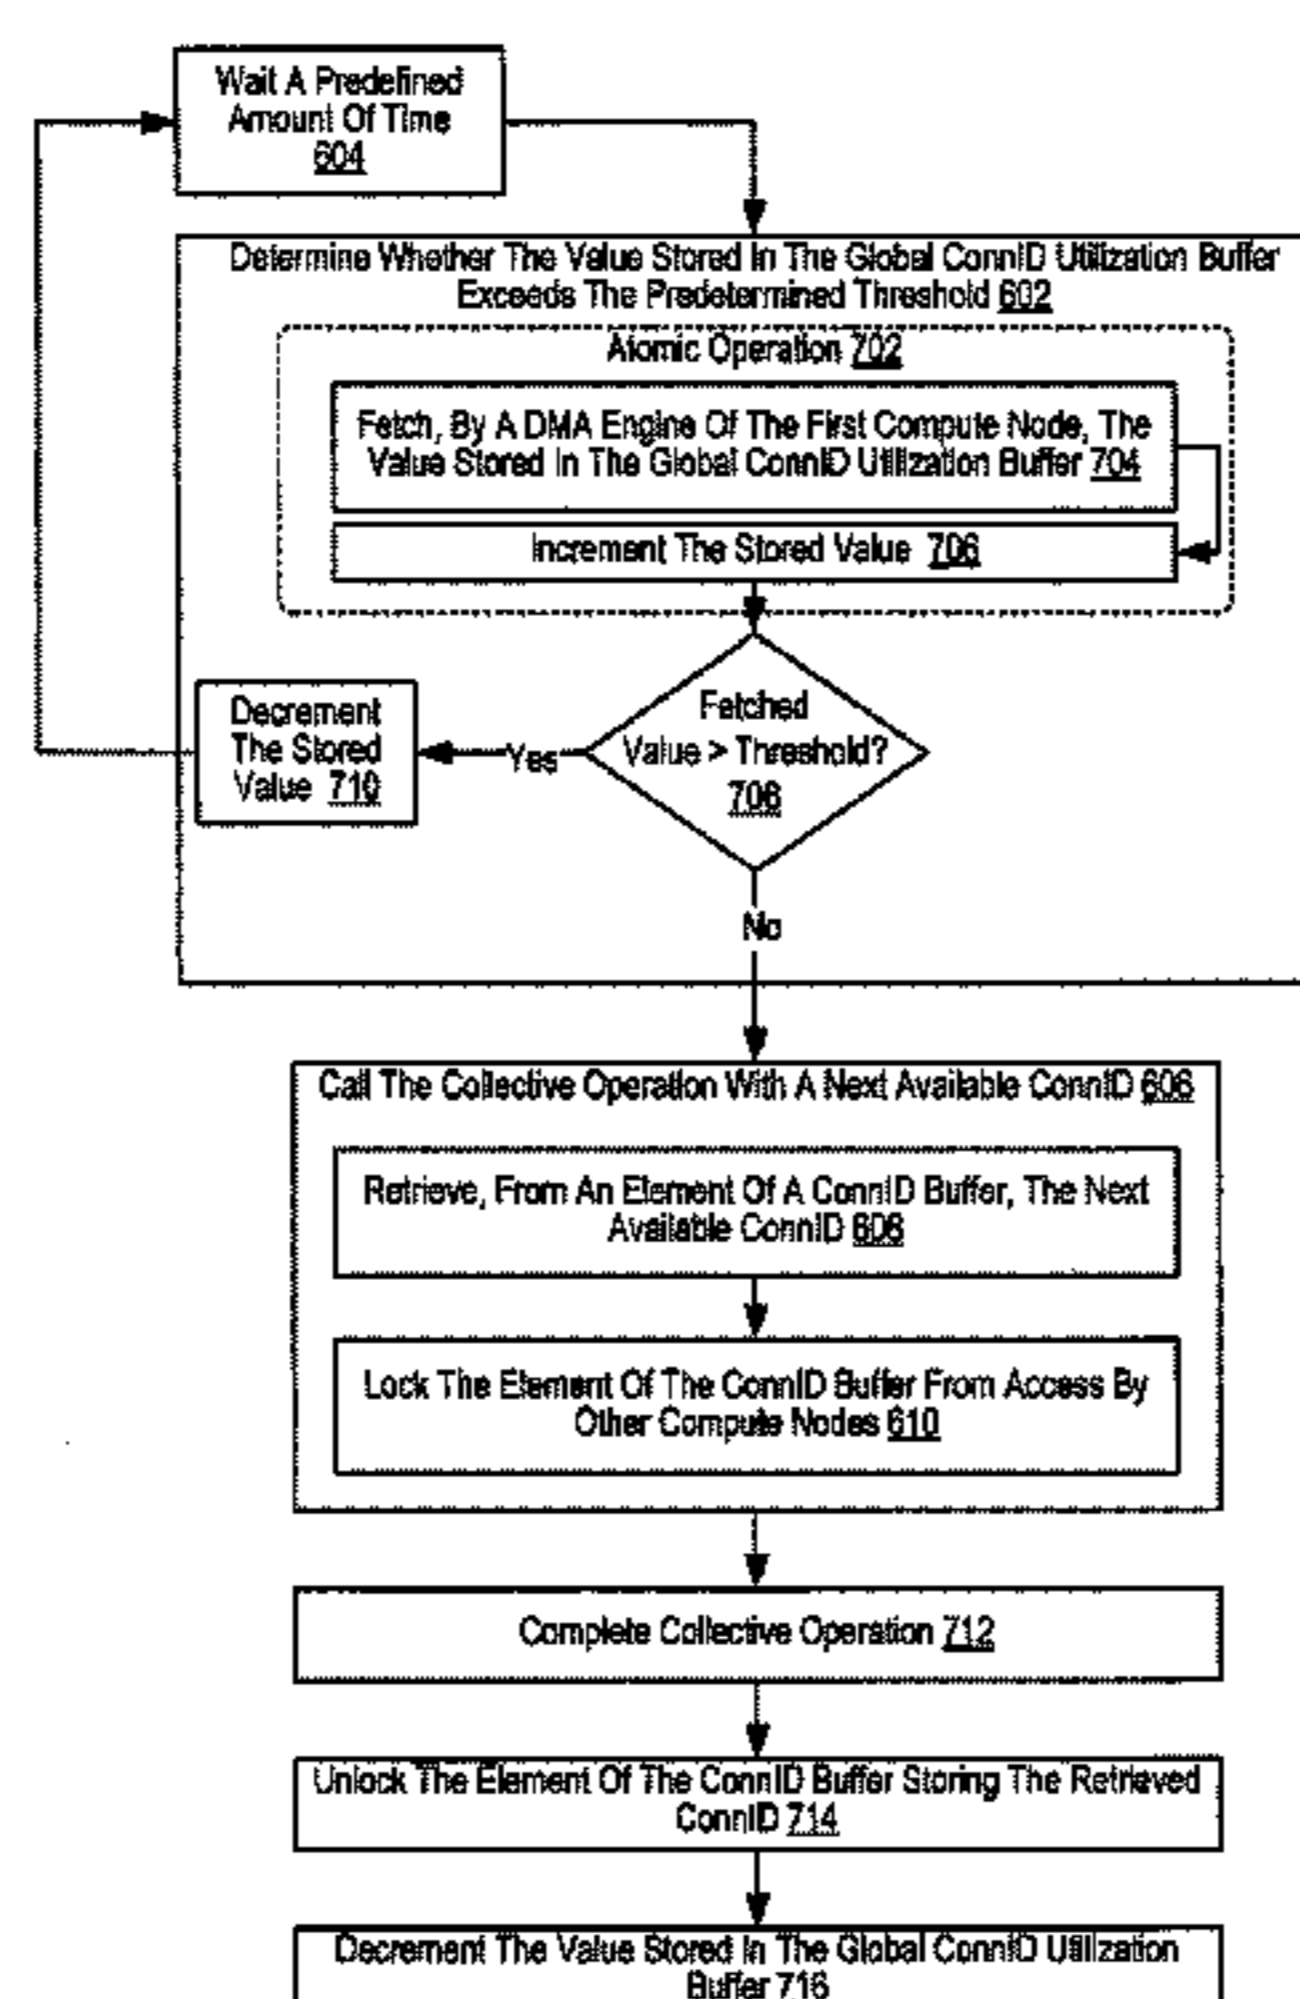 Wait A Predefined
Amount Of Time
604
Determine Whether The Value Stored In The Global ConnID Utilization Buffer
Exceeds The Predetermined Threshold 602
Atomic Operation 702
Fetch, By A DMA Engine Of The First Compute Node, The
Value Stored In The Global ConnID Utilization Buffer 704
Increment The Stored Value 706
Fetched
Value > Threshold?
708
Yes
Decrement
The Stored
Value 710
No
Call The Collective Operation With A Next Available ConnID 606
Retrieve, From An Element Of A ConnID Buffer, The Next
Available ConnID 608
Lock The Element Of The ConnID Buffer From Access By
Other Compute Nodes 610
Complete Collective Operation 712
Unlock The Element Of The ConnID Buffer Storing The Retrieved
ConnID 714
Decrement The Value Stored In The Global ConnID Utilization
Buffer 716